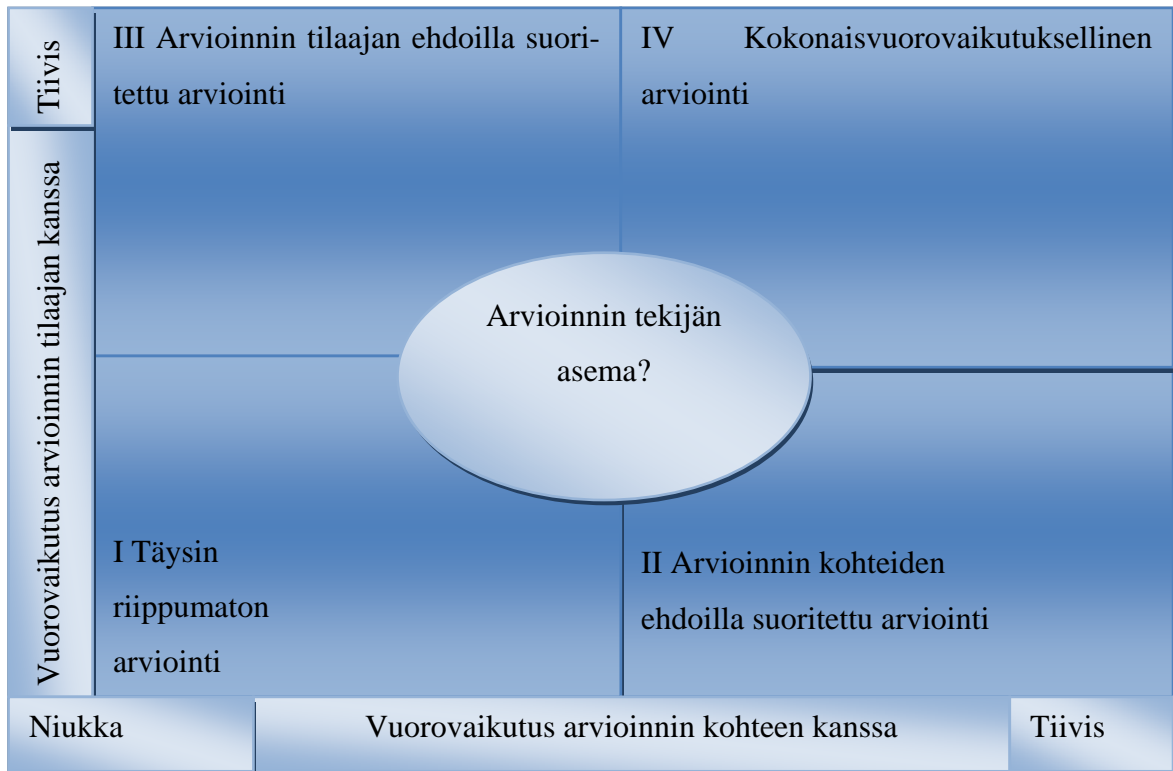 Tiivis
III Arvioinnin tilaajan ehdoilla suori-
tettu arviointi
IV Kokonaisvuorovaikutuksellinen
arviointi
Vuorovaikutus arvioinnin tilaajan kanssa
Arvioinnin tekijän
asema?
I Täysin
riippumaton
arviointi
II Arvioinnin kohteiden
ehdoilla suoritettu arviointi
Niukka
Vuorovaikutus arvioinnin kohteen kanssa
Tiivis